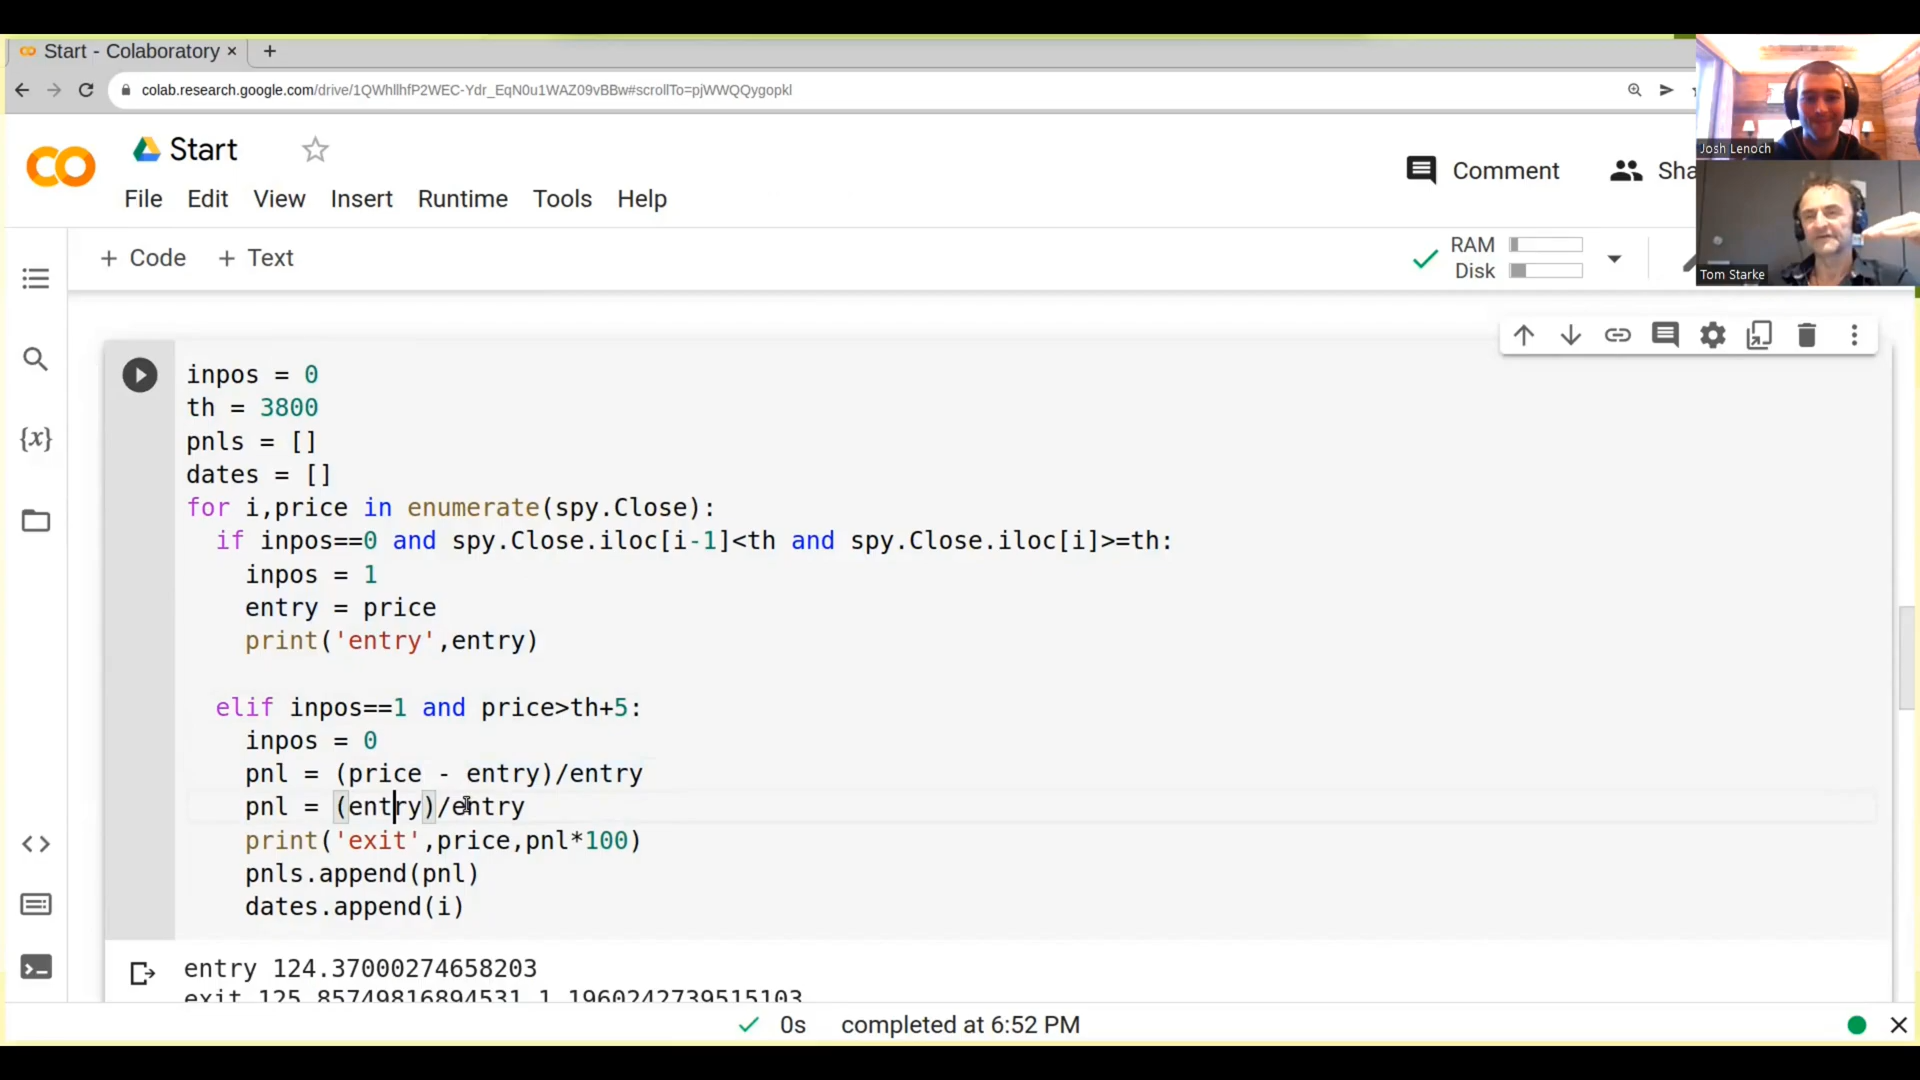 Start - Colaboratory × +
colab.research.google.com/drive/1QWhllhfP2WEC-Ydr_EqN0u1WAZ09vBBw#scrollTo=pjWWQQygopkl
Josh Lenoch
Start
Comment
Sha
File Edit View Insert Runtime Tools Help
Tom Starke
+ Code + Text
RAM
Disk
{x}
inpos = 0
th = 3800
pnls = []
dates = []
for i,price in enumerate(spy.Close):
if inpos==0 and spy.Close.iloc[i-1]<th and spy.Close.iloc[i]>=th:
inpos = 1
entry = price
print('entry',entry)
elif inpos==1 and price>th+5:
inpos = 0
pnl = (price - entry)/entry
pnl = (entry)/entry
print('exit',price,pnl*100)
pnls.append(pnl)
dates.append(i)
entry 124.37000274658203
exit 125.85749816894531 1.1960242739515103
0s completed at 6:52 PM